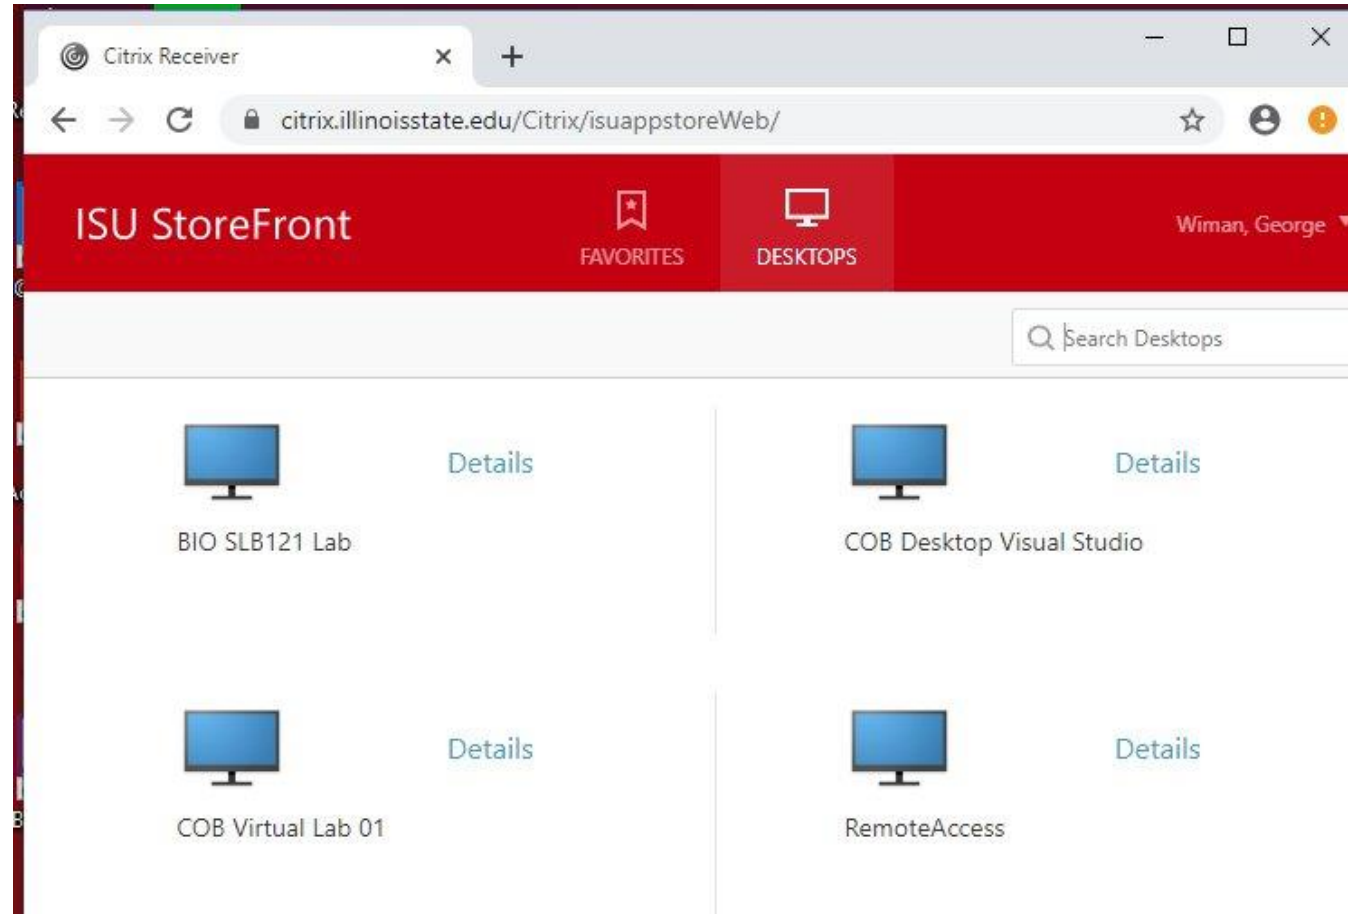 Citrix Receiver
citrix.illinoisstate.edu/Citrix/isuappstoreWeb/
ISU StoreFront
FAVORITES
DESKTOPS
Wiman, George
Search Desktops
Details
Details
BIO SLB121 Lab
COB Desktop Visual Studio
Details
Details
COB Virtual Lab 01
RemoteAccess